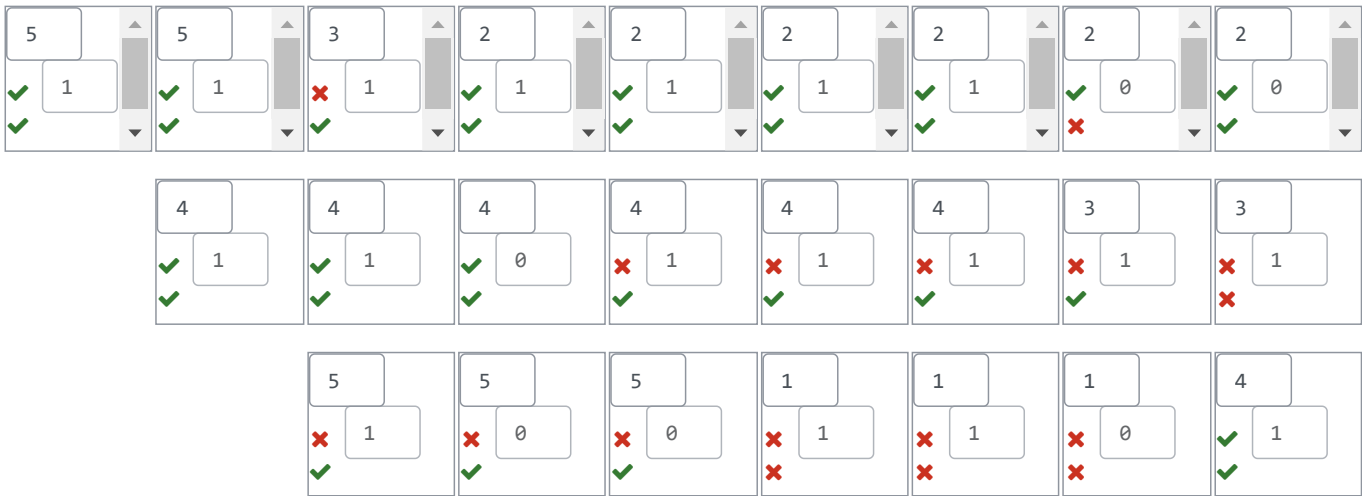 5 5 3 2 2 2 2 2 2
1 1 1 1 1 1 1 0 0
4 4 4 4 4 4 3 3
1 1 0 1 1 1 1 1
5 5 5 1 1 1 4
1 0 0 1 1 0 1